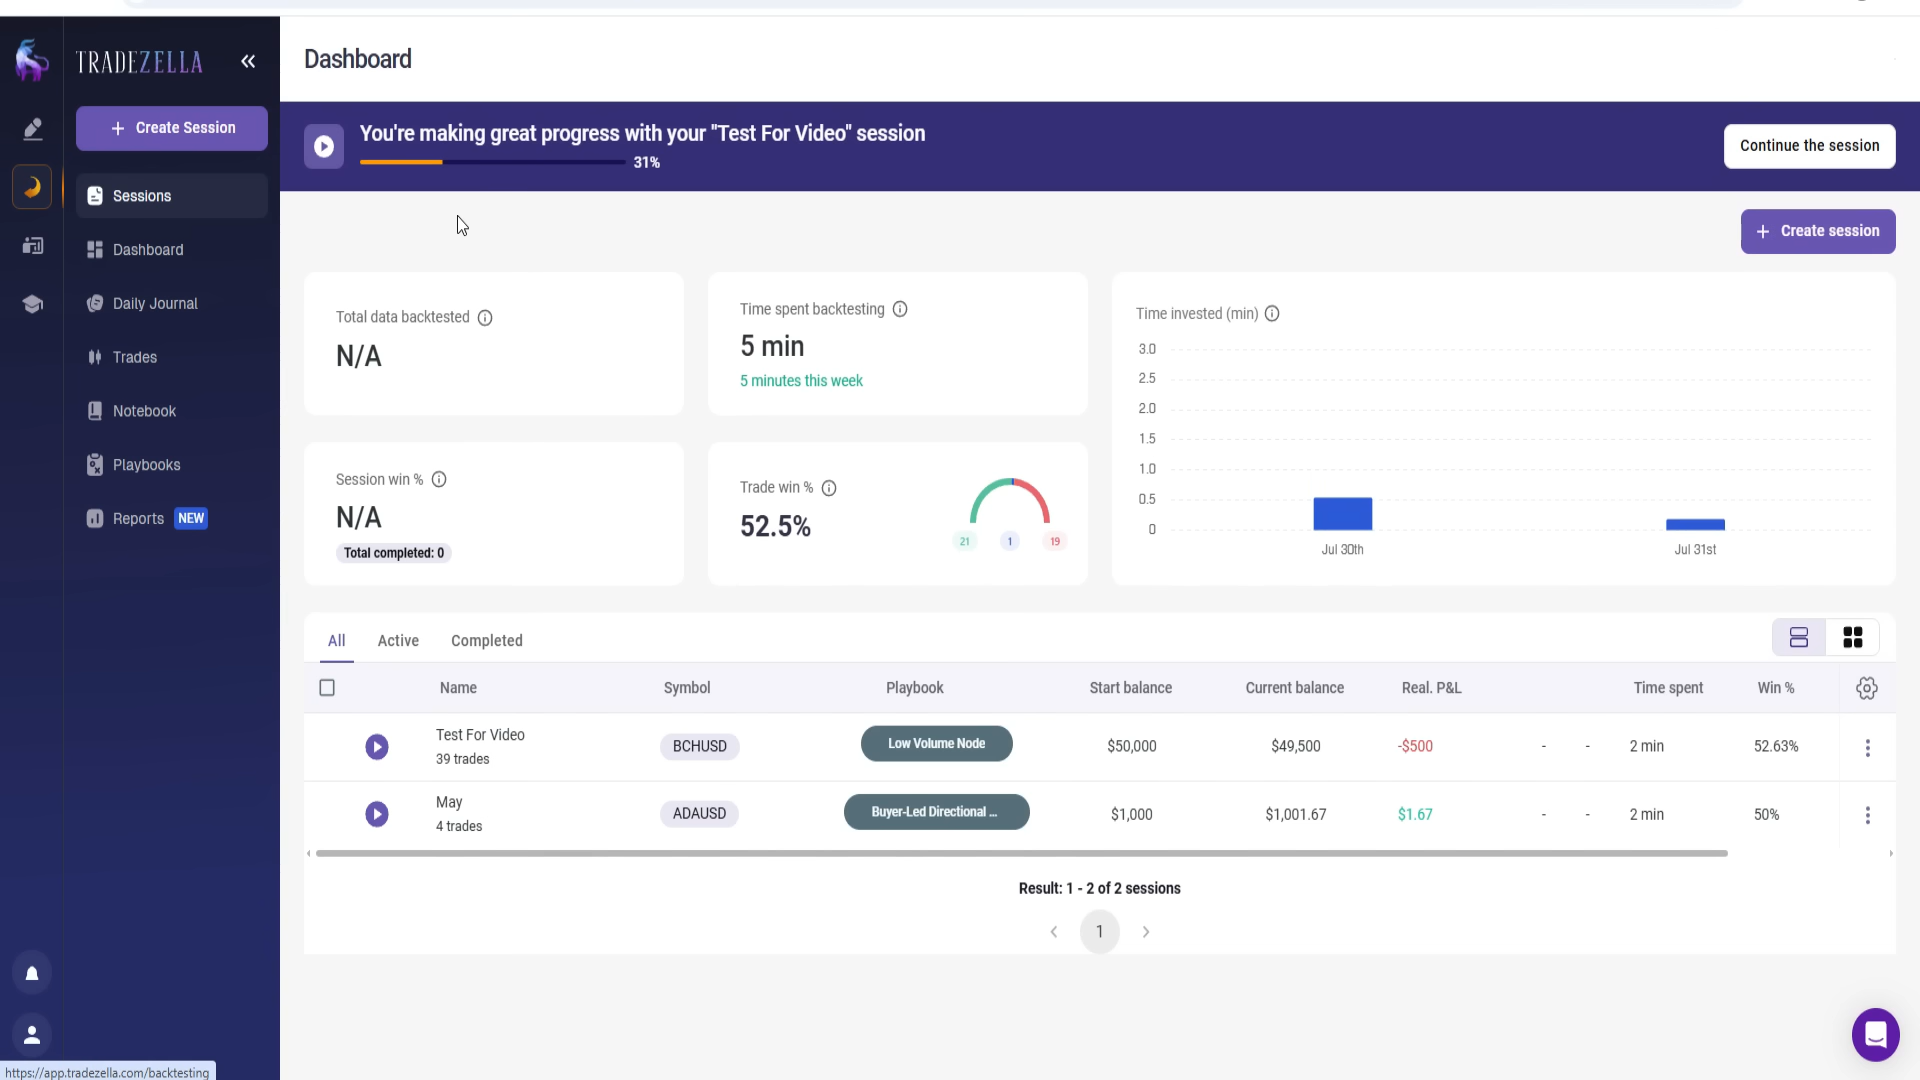 TRADEZELLA
Create Session
Sessions
Dashboard
Daily Journal
Trades
Notebook
Playbooks
Reports NEW
https://app.tradezella.com/backtesting
Dashboard
You're making great progress with your "Test For Video" session
31%
Continue the session
Create session
Total data backtested
N/A
Time spent backtesting
5 min
5 minutes this week
Session win %
N/A
Total completed: 0
Trade win %
52.5%
21 1 19
Time invested (min)
3.0
2.5
2.0
1.5
1.0
0.5
0
Jul 30th Jul 31st
All Active Completed
Name Symbol Playbook Start balance Current balance Real. P&L Time spent Win %
Test For Video
39 trades
BCHUSD Low Volume Node $50,000 $49,500 -$500 - - 2 min 52.63%
May
4 trades
ADAUSD Buyer-Led Directional ... $1,000 $1,001.67 $1.67 - - 2 min 50%
Result: 1 - 2 of 2 sessions
1